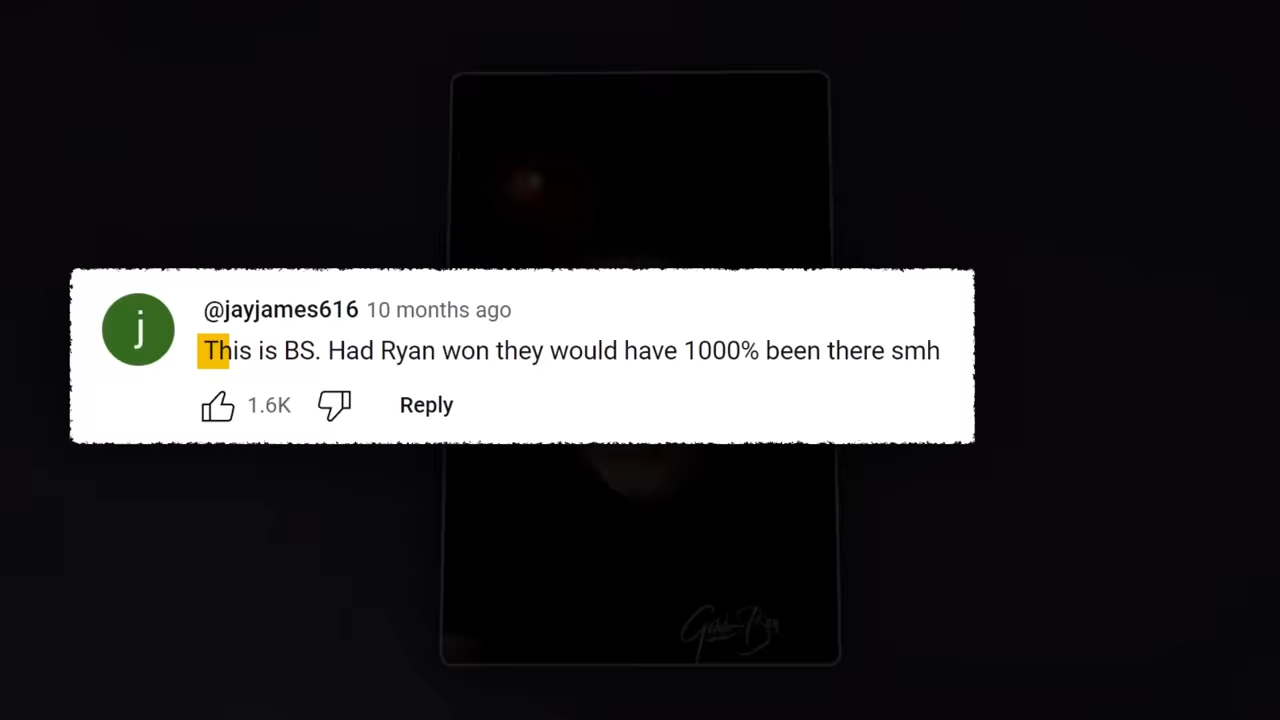 j
@jayjames616 10 months ago
This is BS. Had Ryan won they would have 1000% been there smh
1.6K Reply